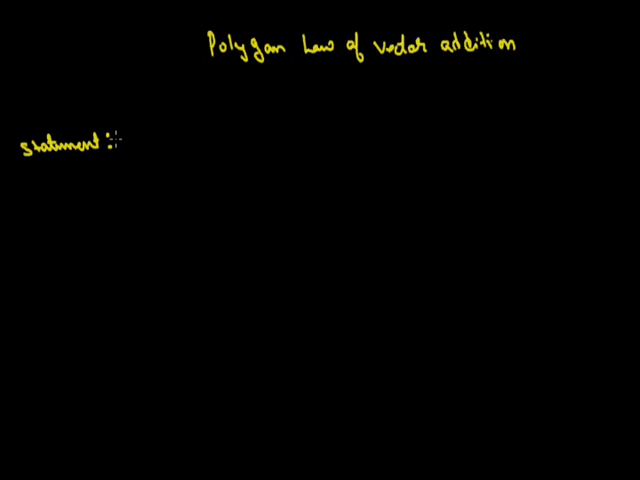 Polygon Law of vector addition
Statement :